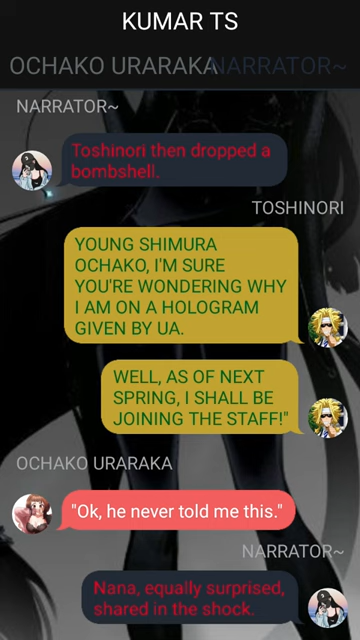 KUMAR TS
OCHAKO URARAKA
NARRATOR~
NARRATOR~
Toshinori then dropped a
bombshell.
TOSHINORI
YOUNG SHIMURA
OCHAKO, I'M SURE
YOU'RE WONDERING WHY
I AM ON A HOLOGRAM
GIVEN BY UA.
WELL, AS OF NEXT
SPRING, I SHALL BE
JOINING THE STAFF!"
OCHAKO URARAKA
"Ok, he never told me this."
NARRATOR~
Nana, equally surprised,
shared in the shock.